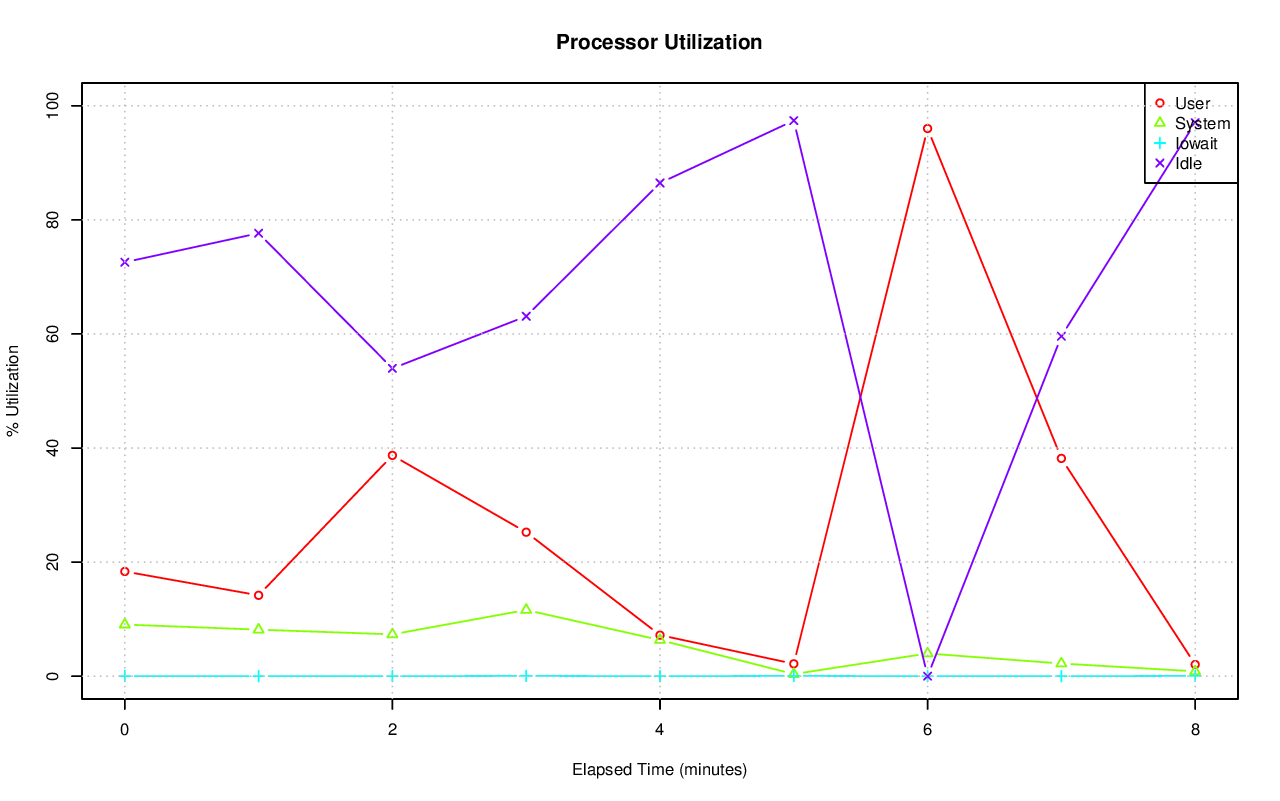 Processor Utilization
User
System
Iowait
Idle
100
80
60
40
20
0
% Utilization
0 2 4 6 8
Elapsed Time (minutes)